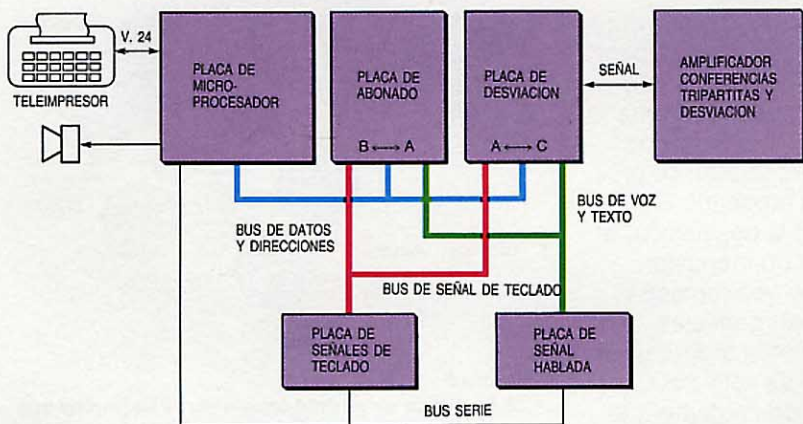 V. 24
TELEIMPRESOR
PLACA DE
MICRO-
PROCESADOR
PLACA DE
ABONADO
B ⟷ A
PLACA DE
DESVIACION
A ⟷ C
SEÑAL
AMPLIFICADOR
CONFERENCIAS
TRIPARTITAS Y
DESVIACION
BUS DE DATOS
Y DIRECCIONES
BUS DE VOZ
Y TEXTO
BUS DE SEÑAL DE TECLADO
PLACA DE
SEÑALES DE
TECLADO
PLACA DE
SEÑAL
HABLADA
BUS SERIE